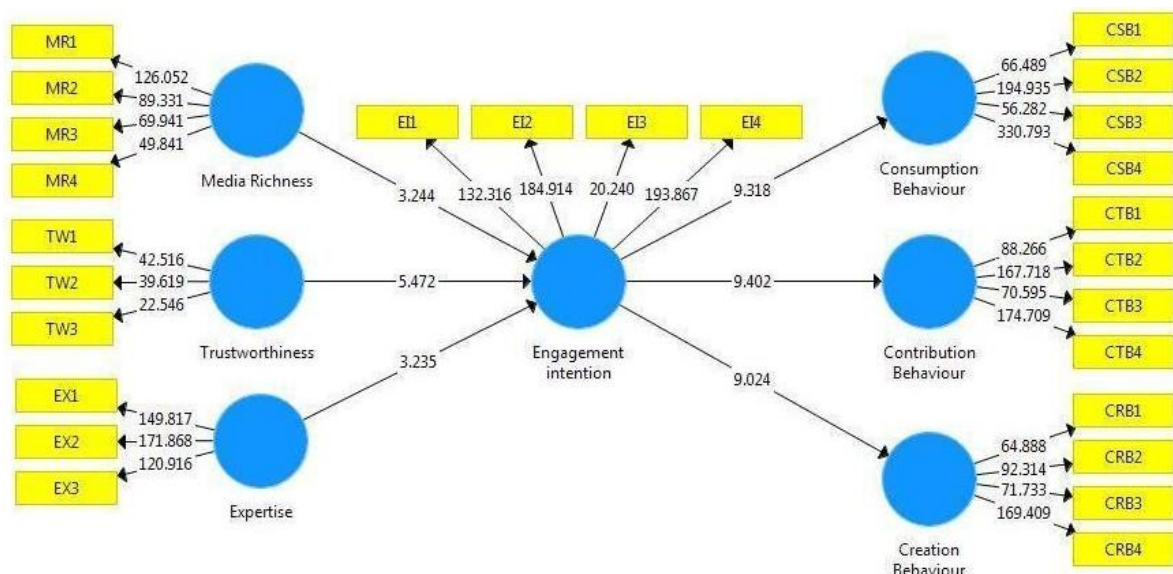 MR1
MR2
MR3
MR4
126.052
89.331
69.941
49.841
Media Richness
TW1
TW2
TW3
42.516
39.619
22.546
Trustworthiness
EX1
EX2
EX3
149.817
171.868
120.916
Expertise
3.244
5.472
3.235
EI1
EI2
EI3
EI4
132.316
184.914
20.240
193.867
Engagement
intention
9.318
9.402
9.024
Consumption
Behaviour
66.489
194.935
56.282
330.793
CSB1
CSB2
CSB3
CSB4
Contribution
Behaviour
88.266
167.718
70.595
174.709
CTB1
CTB2
CTB3
CTB4
Creation
Behaviour
64.888
92.314
71.733
169.409
CRB1
CRB2
CRB3
CRB4